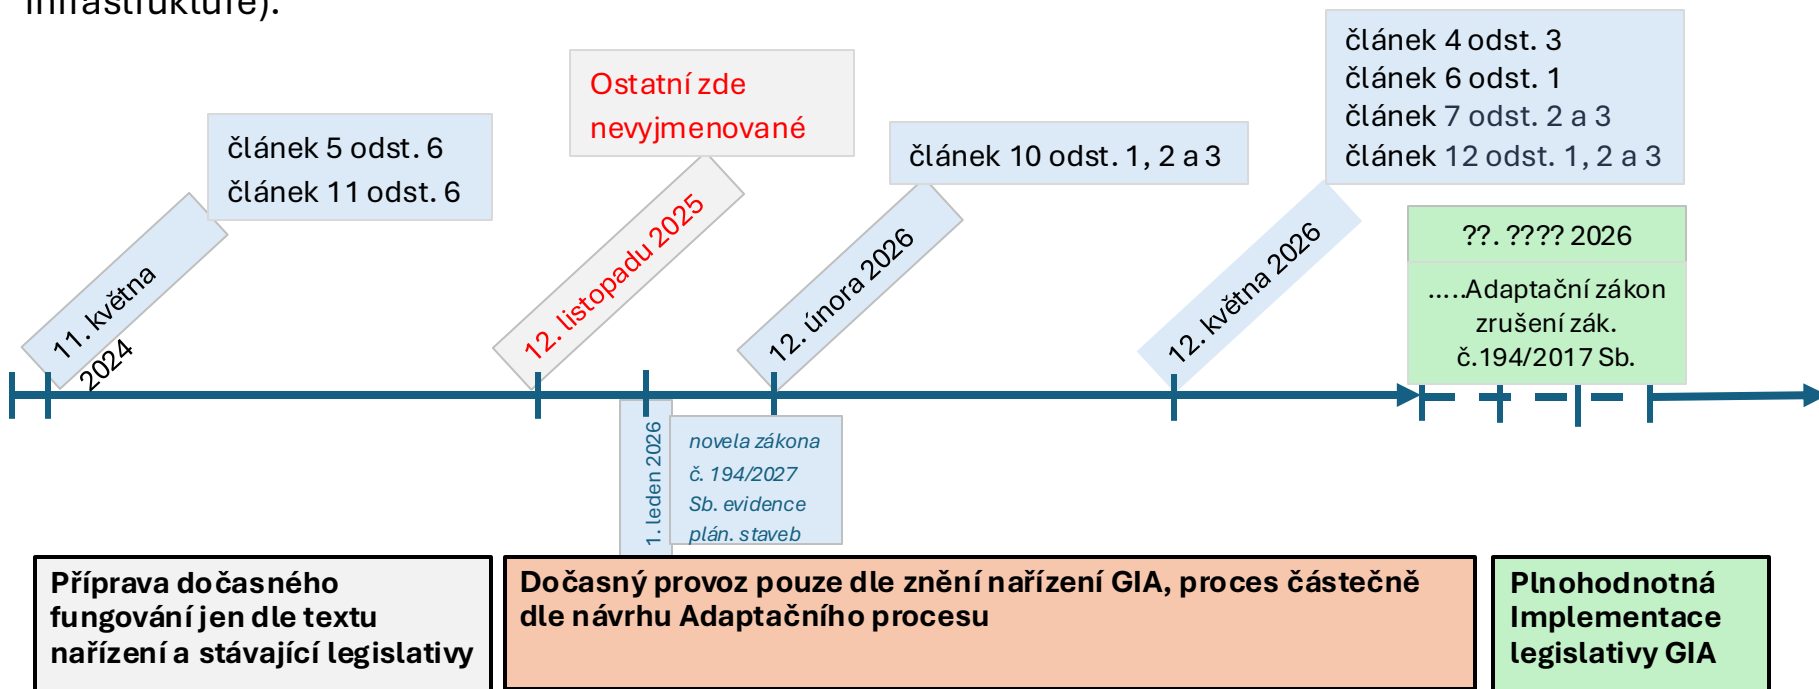 infrastruktuře).
článek 4 odst. 3
článek 6 odst. 1
článek 7 odst. 2 a 3
článek 12 odst. 1, 2 a 3
Ostatní zde
nevyjmenované
článek 5 odst. 6
článek 11 odst. 6
článek 10 odst. 1, 2 a 3
11. května
2024
12. listopadu 2025
12. února 2026
12. května 2026
??. ???? 2026
.....Adaptační zákon
zrušení zák.
č.194/2017 Sb.
1. leden 2026
novela zákona
č. 194/2027
Sb. evidence
plán. staveb
Příprava dočasného
fungování jen dle textu
nařízení a stávající legislativy
Dočasný provoz pouze dle znění nařízení GIA, proces částečně
dle návrhu Adaptačního procesu
Plnohodnotná
Implementace
legislativy GIA